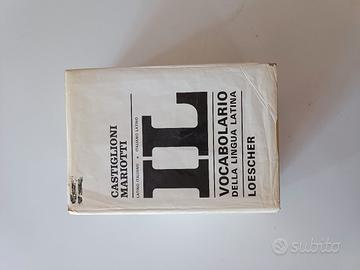 CASTIGLIONI
MARIOTTI
LATINO ITALIANO • ITALIANO LATINO
IL
VOCABOLARIO
DELLA LINGUA LATINA
LOESCHER
subito